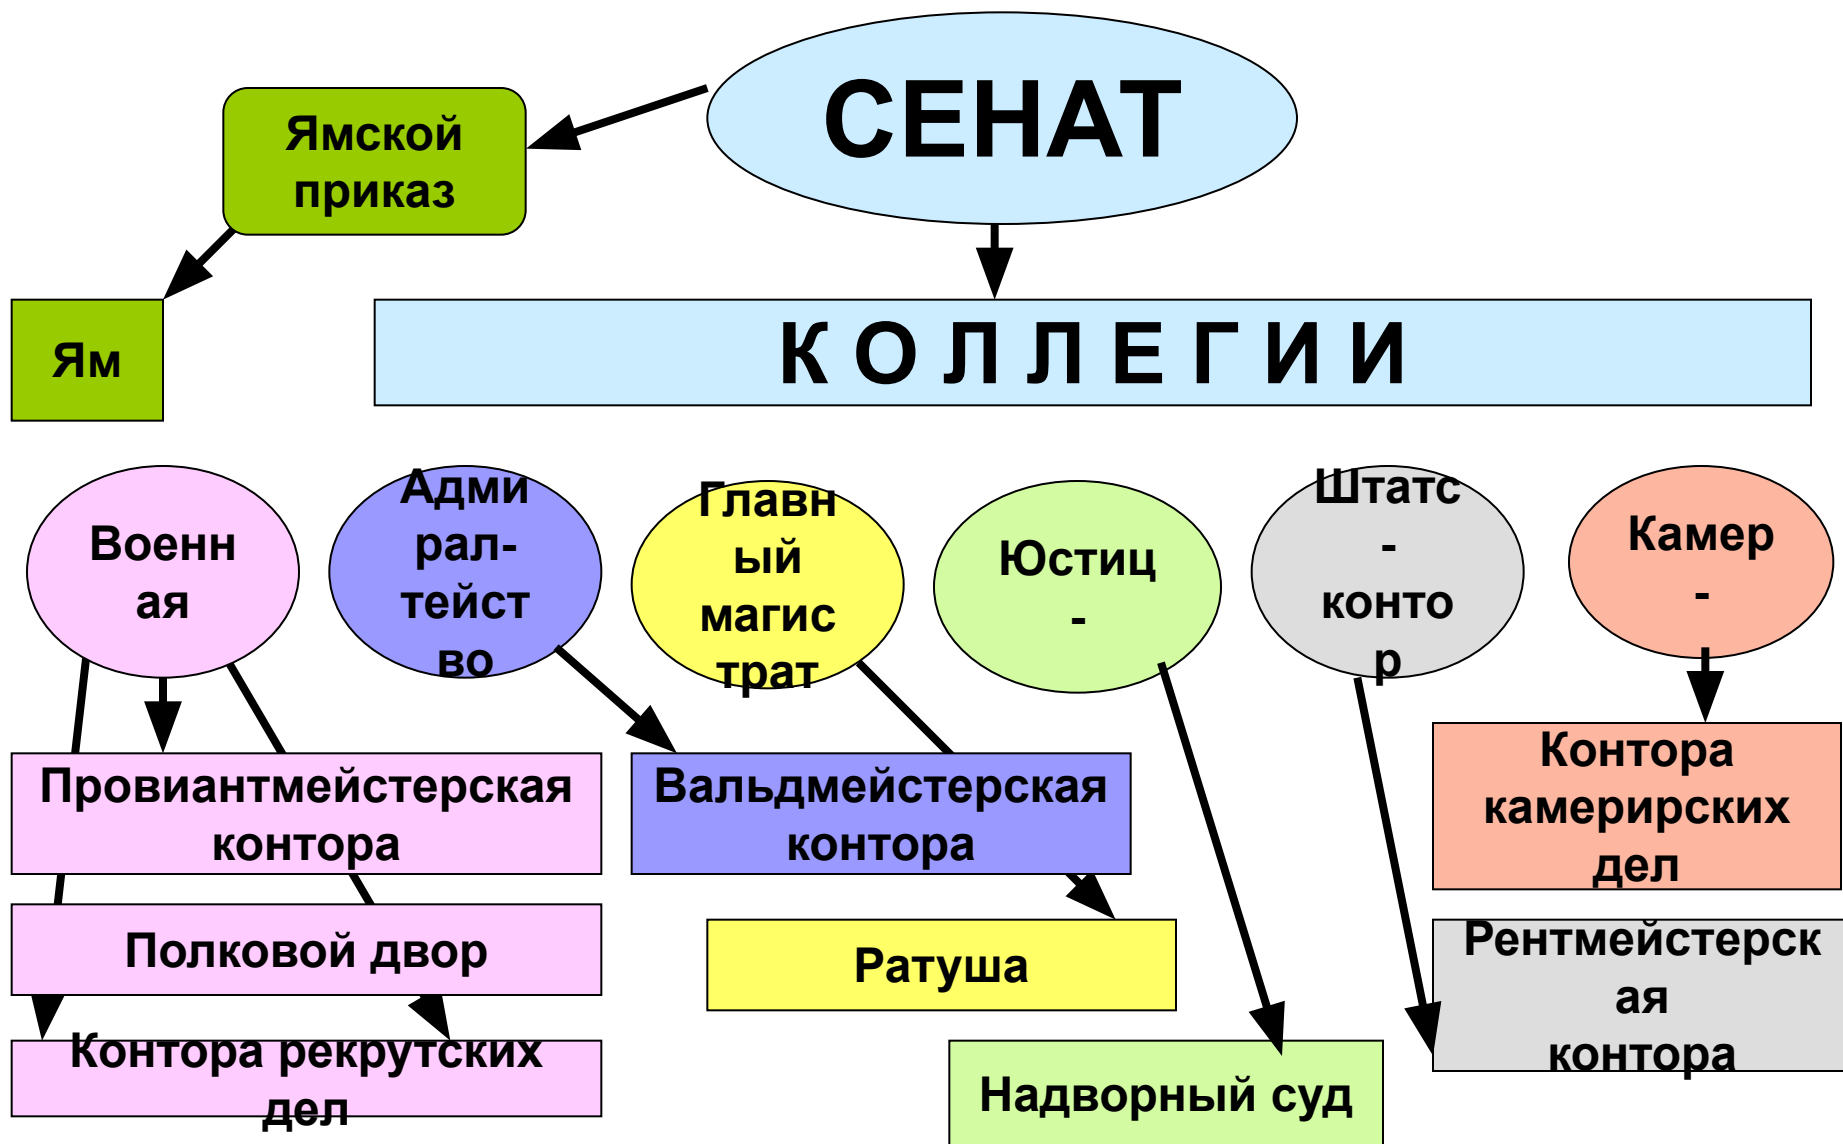 СЕНАТ
Ямской
приказ
Ям
К О Л Л Е Г И И
Военн
ая
Адми
рал-
тейст
во
Главн
ый
магис
трат
Юстиц
-
Штатс
-
конто
р
Камер
-
Провиантмейстерская
контора
Вальдмейстерская
контора
Контора
камерирских
дел
Полковой двор
Ратуша
Рентмейстерск
ая
контора
Контора рекрутских
дел
Надворный суд